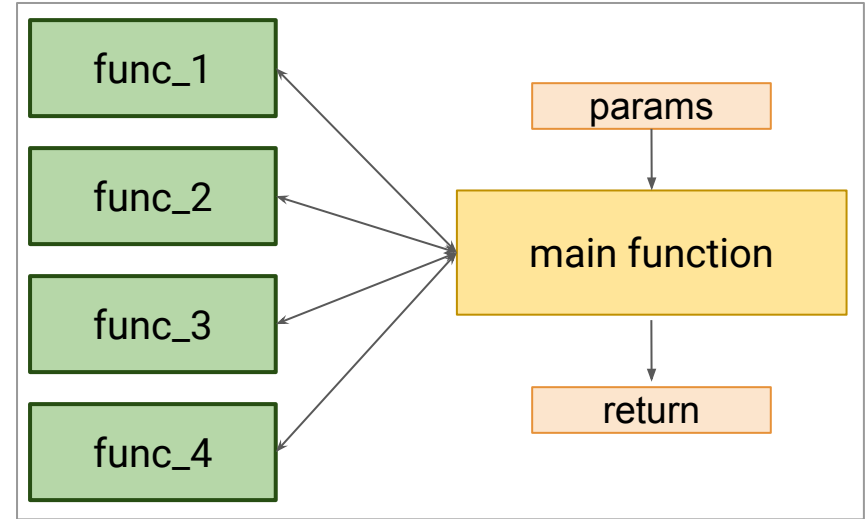 func_1
func_2
func_3
func_4
params
main function
return